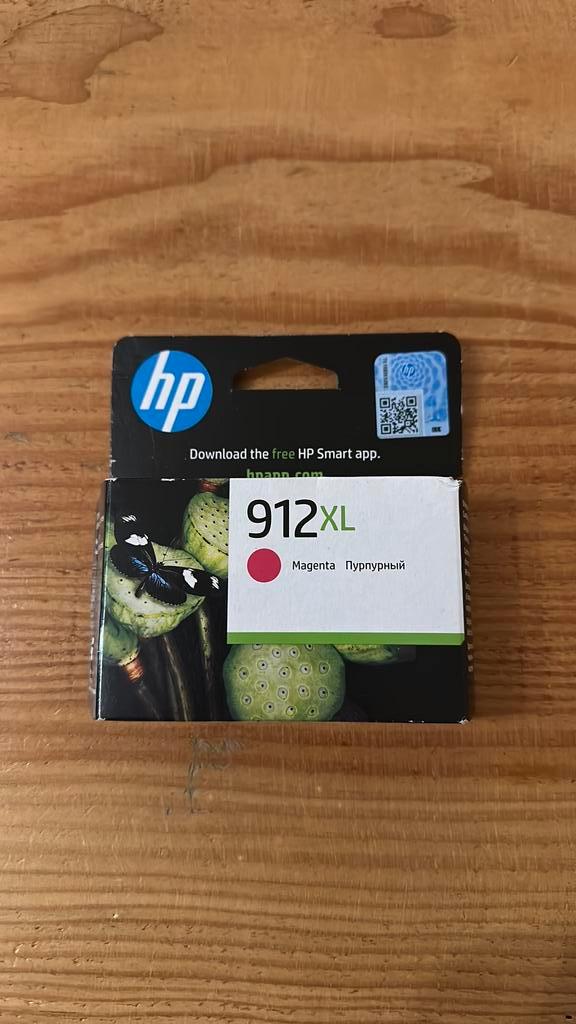 hp
Download the free HP Smart app.
hpapp.com
912XL
Magenta Пурпурный